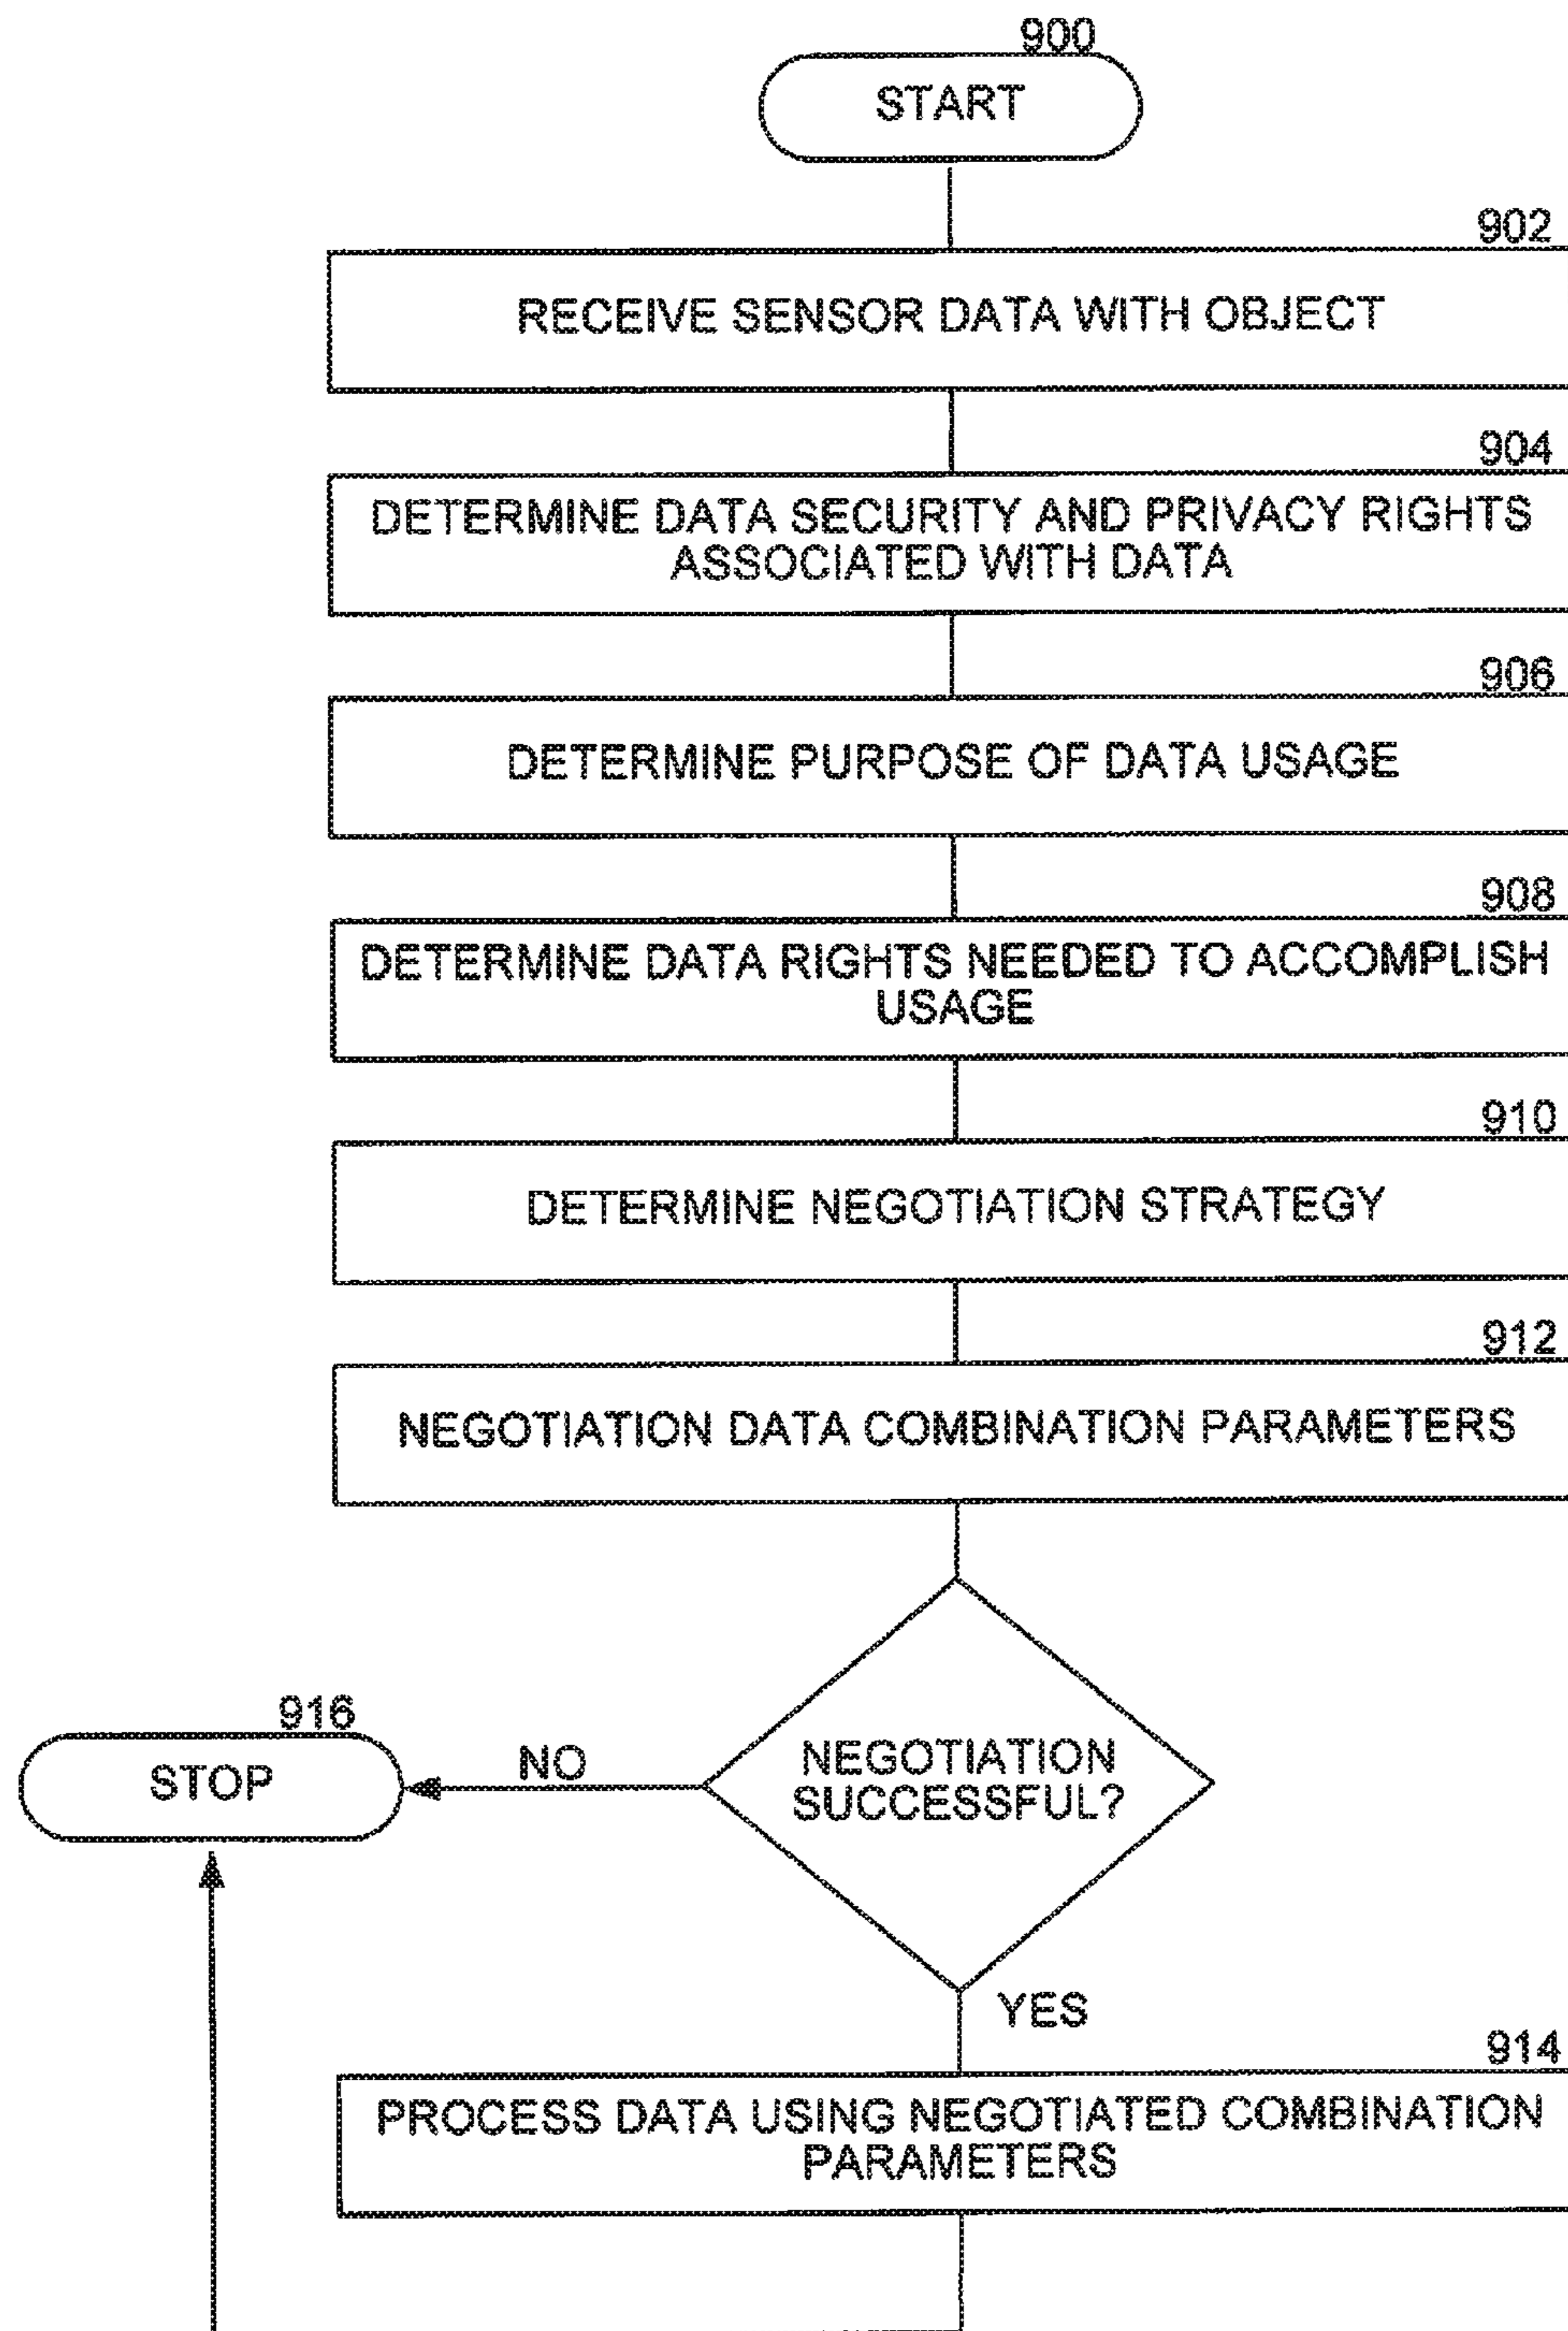 900
START
902
RECEIVE SENSOR DATA WITH OBJECT
904
DETERMINE DATA SECURITY AND PRIVACY RIGHTS
ASSOCIATED WITH DATA
906
DETERMINE PURPOSE OF DATA USAGE
908
DETERMINE DATA RIGHTS NEEDED TO ACCOMPLISH
USAGE
910
DETERMINE NEGOTIATION STRATEGY
912
NEGOTIATION DATA COMBINATION PARAMETERS
916
STOP
NO
NEGOTIATION
SUCCESSFUL?
YES
914
PROCESS DATA USING NEGOTIATED COMBINATION
PARAMETERS